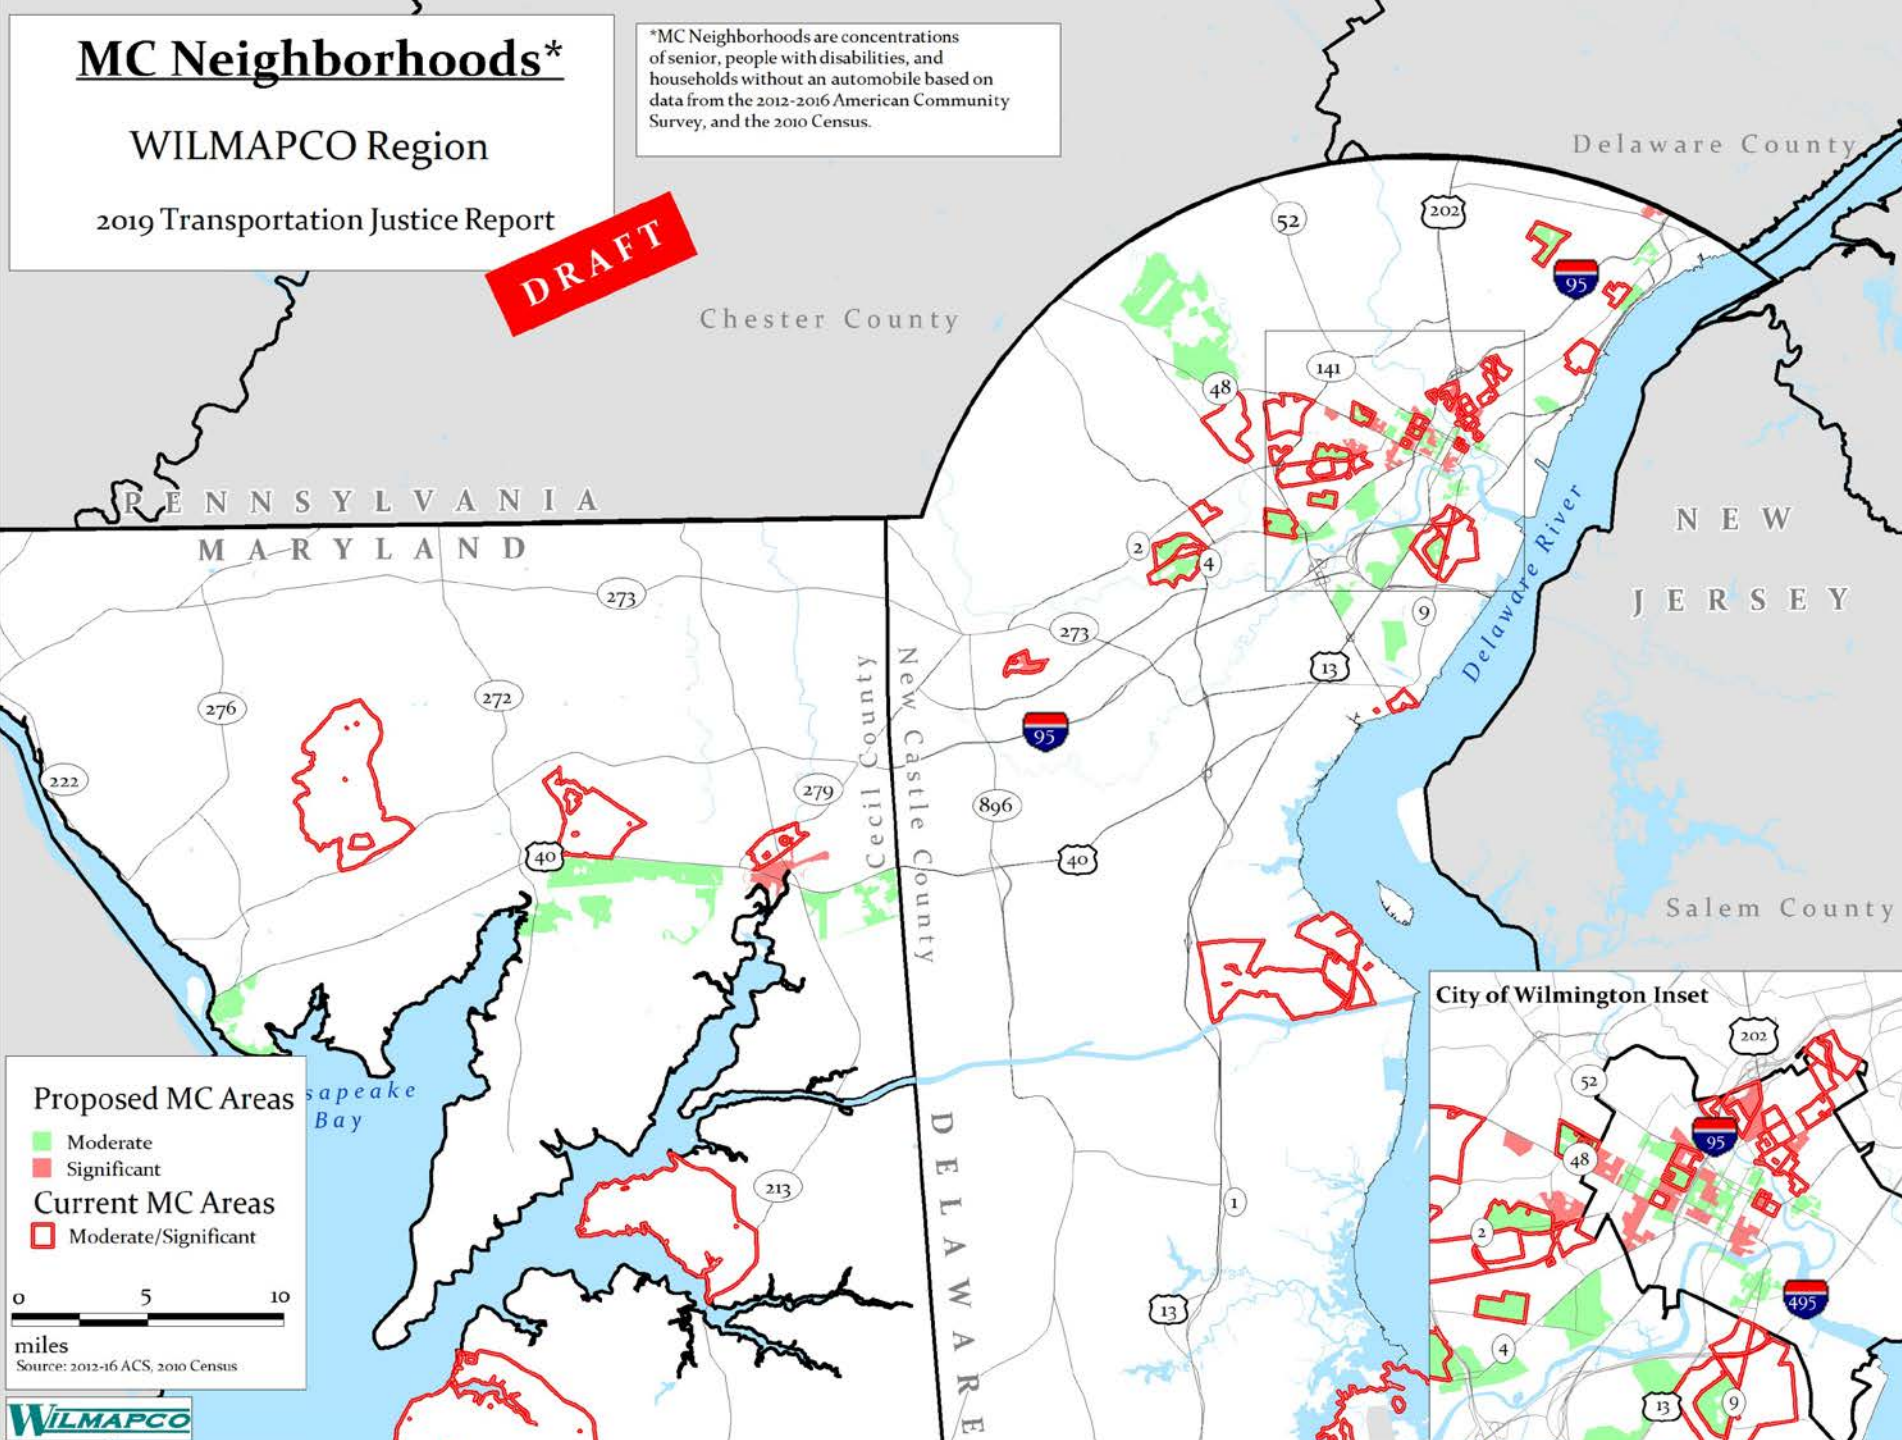 MC Neighborhoods*
WILMAPCO Region
2019 Transportation Justice Report
DRAFT
*MC Neighborhoods are concentrations
of senior, people with disabilities, and
households without an automobile based on
data from the 2012-2016 American Community
Survey, and the 2010 Census.
Delaware County
Chester County
52
202
95
141
48
PENNSYLVANIA
MARYLAND
NEW
JERSEY
Delaware River
2
4
273
273
9
13
276
272
222
279
95
896
40
40
Cecil County
New Castle County
Salem County
213
1
13
DELAWARE
sapeake
Bay
Proposed MC Areas
Moderate
Significant
Current MC Areas
Moderate/Significant
0 5 10
miles
Source: 2012-16 ACS, 2010 Census
WILMAPCO
City of Wilmington Inset
202
52
95
48
2
495
4
13
9